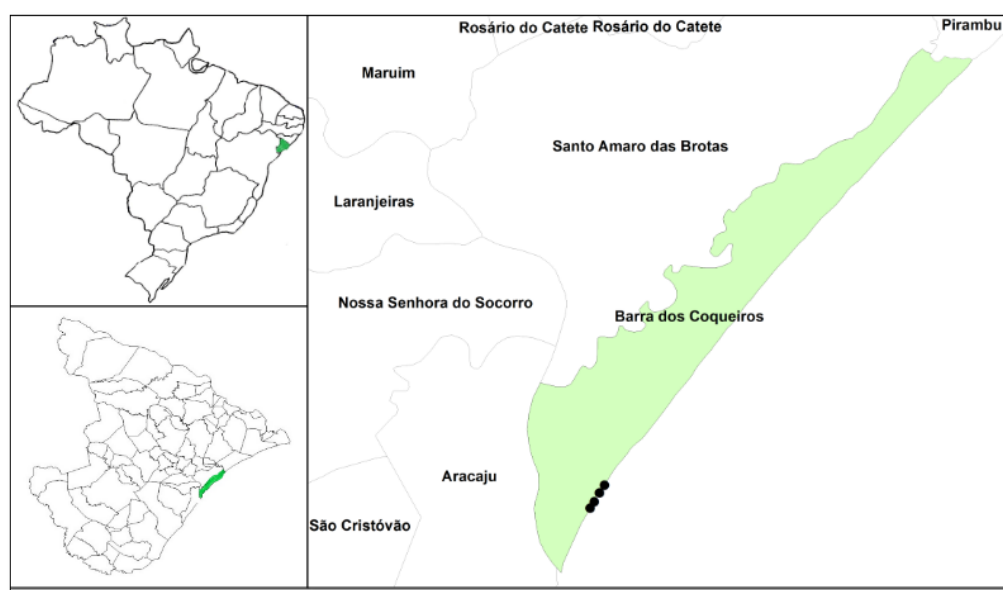 Rosário do Catete Rosário do Catete
Pirambu
Maruim
Santo Amaro das Brotas
Laranjeiras
Nossa Senhora do Socorro
Barra dos Coqueiros
Aracaju
São Cristóvão